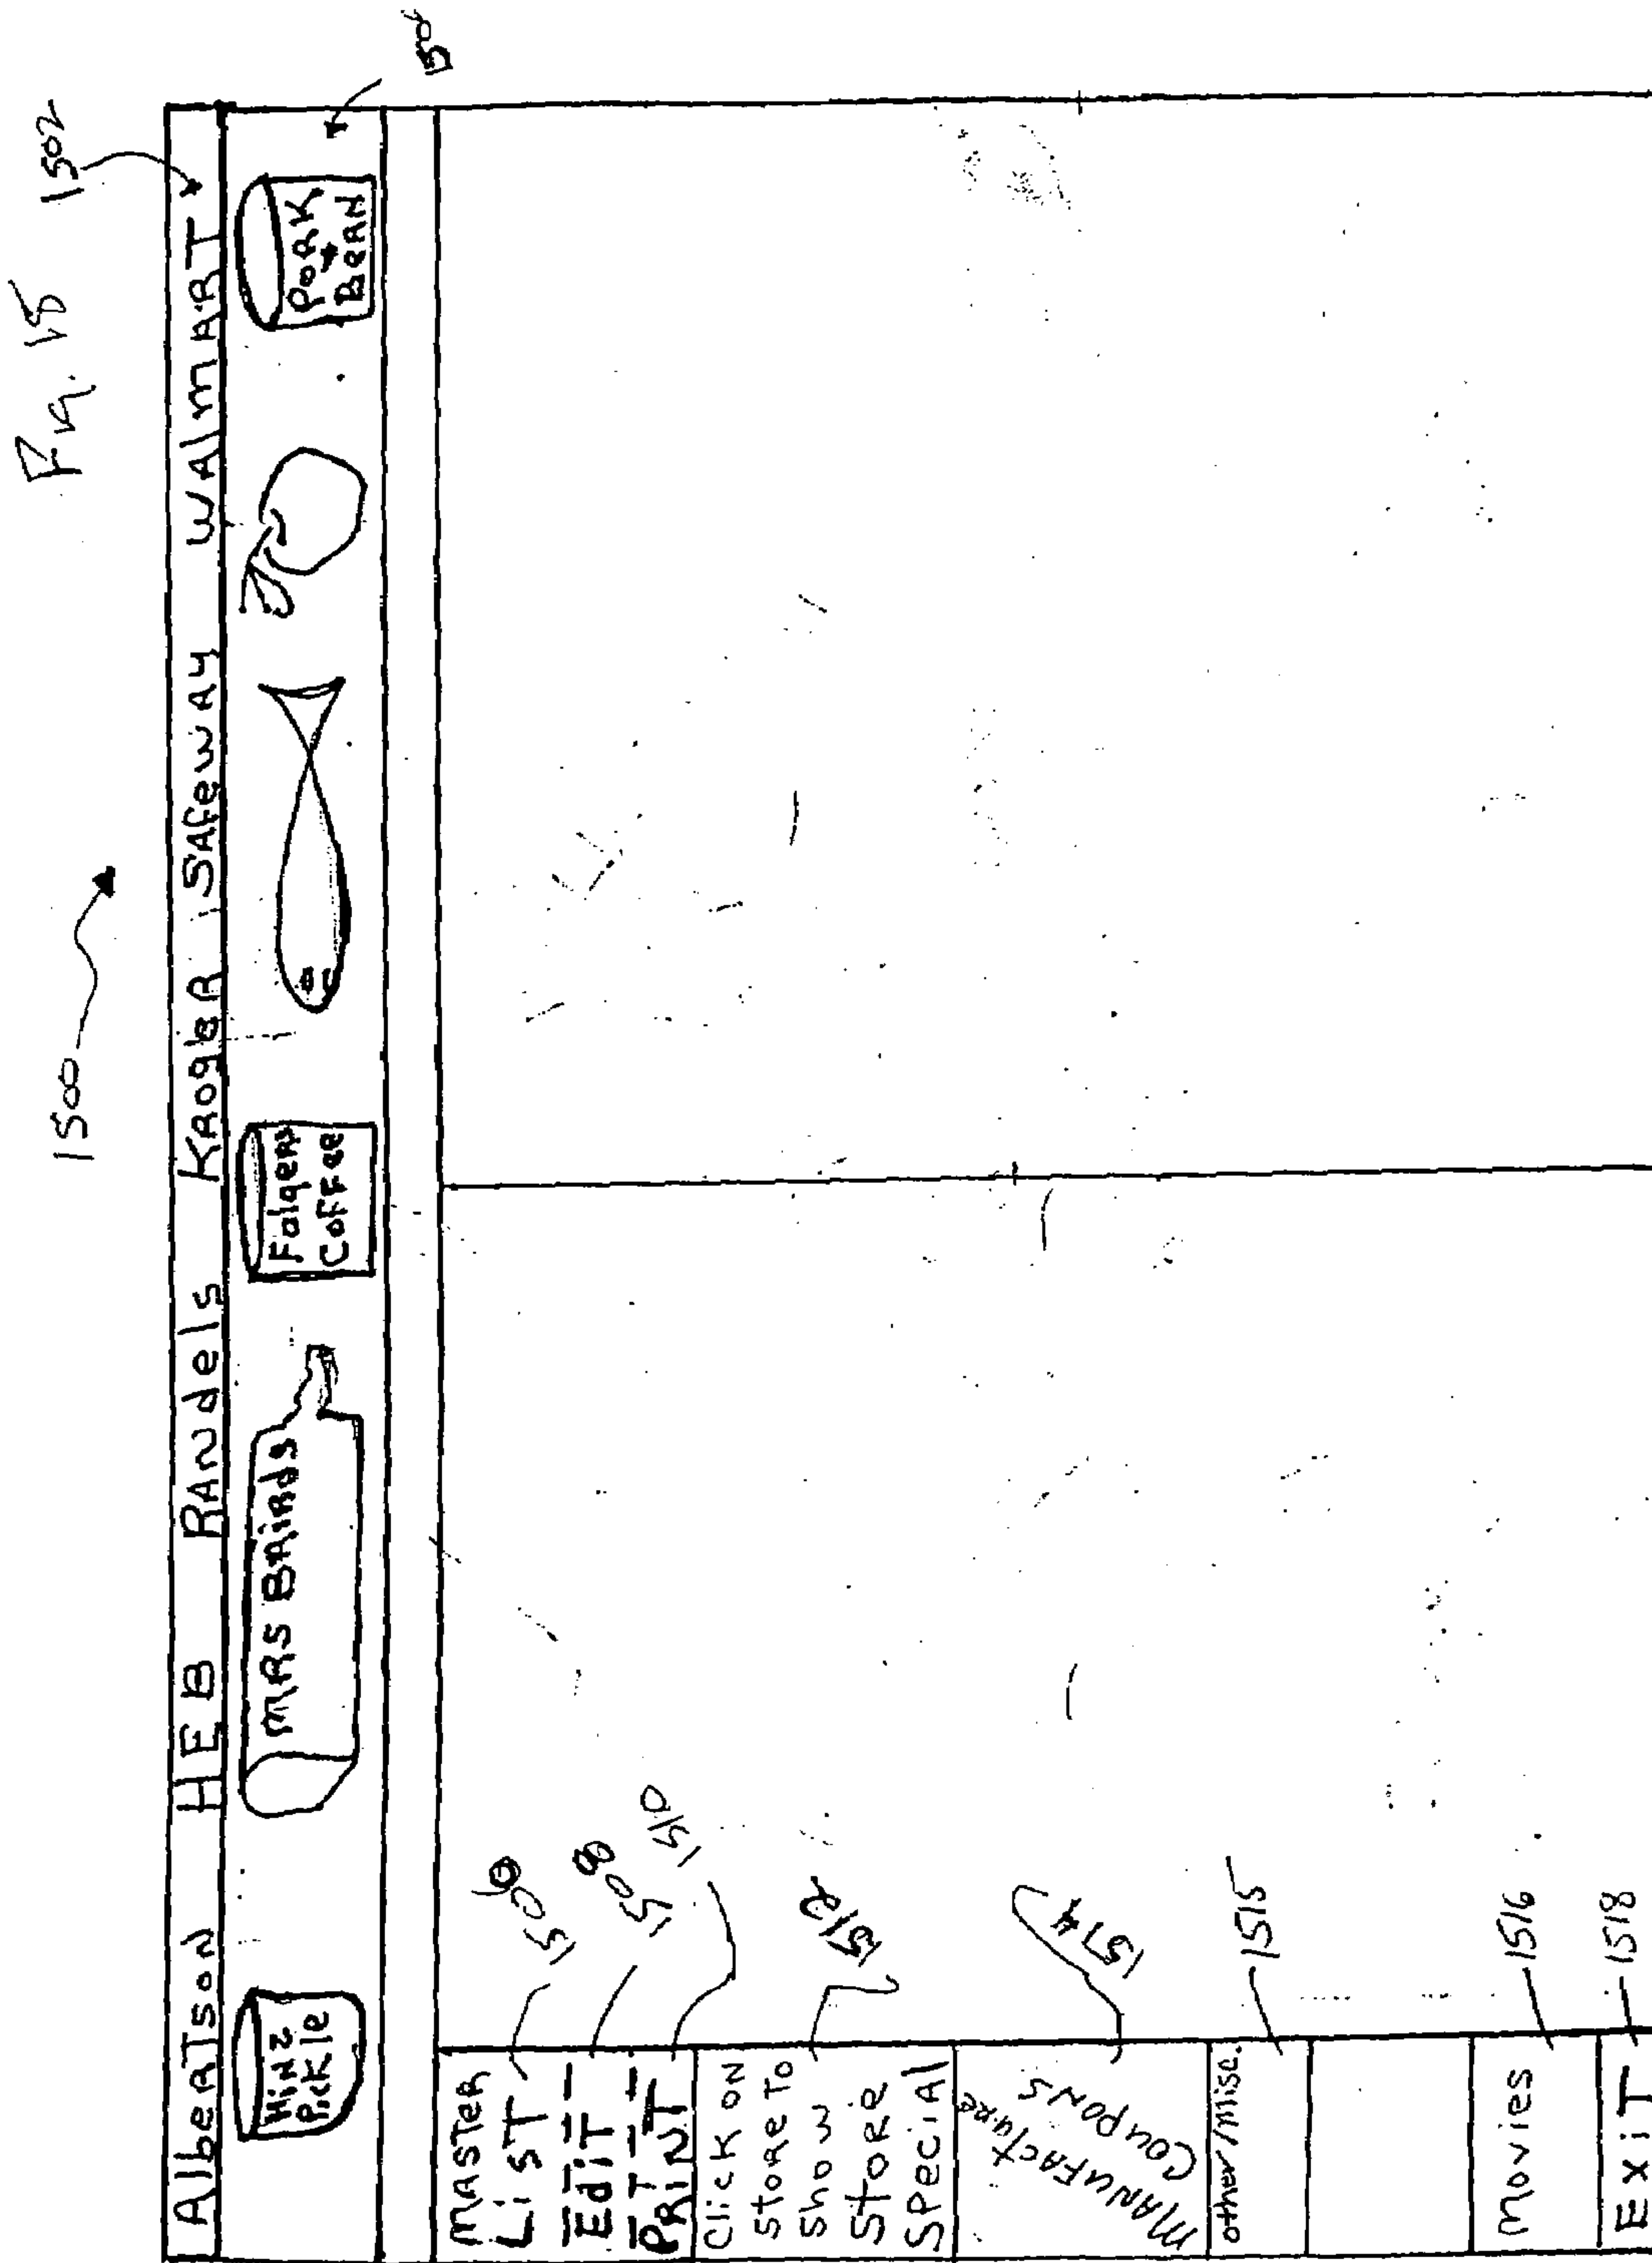 Fig. 15
1500
1502
AlbeRTSoN HEB RANdels KROgeR SAFeWAY WAlmART
HiNZ
PicKle
MRS BAiRds
Folgers
CoFFee
PORK
+
BeAN
MASTER
LiST
1506
EdiT
1508
PRiNT
1510
Click ON
Store To
Show
Store
Special
1512
MANUFACTURE
COUPONS
1514
other/Misc.
1515
Movies
1516
ExiT
1518